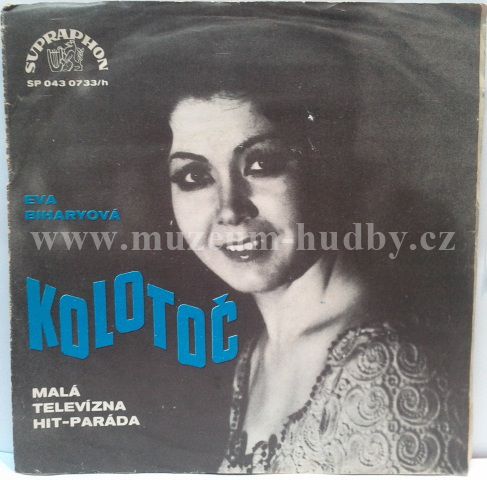 SUPRAPHON
SP 043 0733/h
EVA
BIHARYOVÁ
www.muzeum-hudby.cz
KOLOTOČ
MALÁ
TELEVÍZNA
HIT-PARÁDA